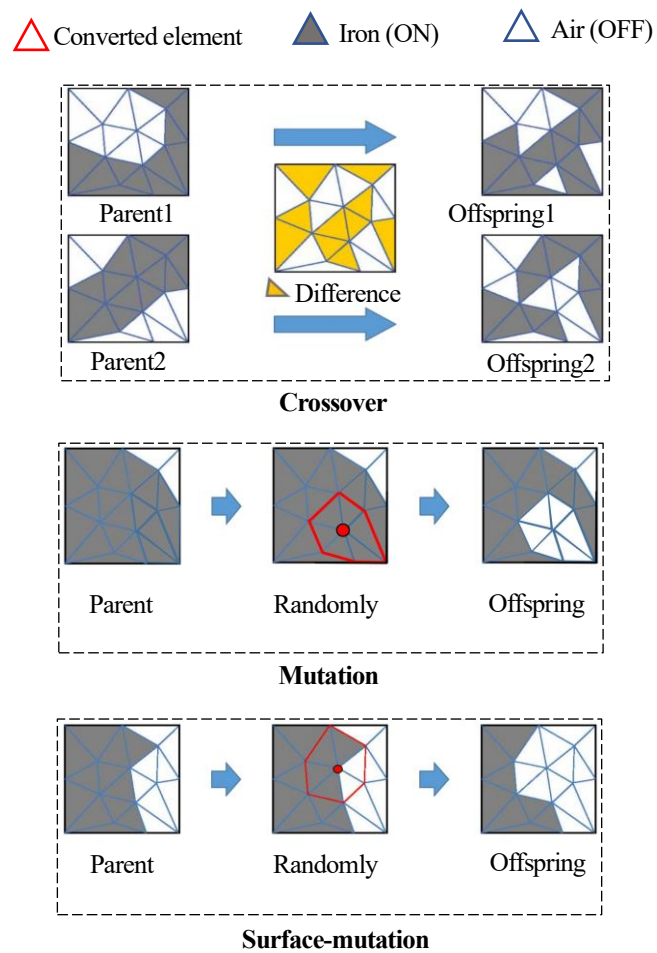 Converted element
Iron (ON)
Air (OFF)
Parent1
Offspring1
Difference
Parent2
Offspring2
Crossover
Parent
Randomly
Offspring
Mutation
Parent
Randomly
Offspring
Surface-mutation